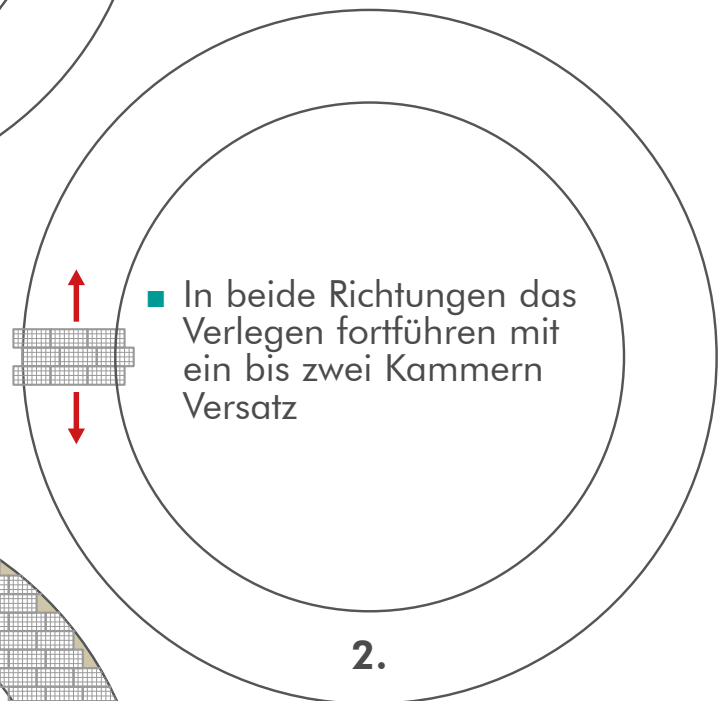 In beide Richtungen das
Verlegen fortführen mit
ein bis zwei Kammern
Versatz
2.